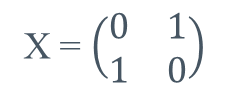 X = (0 1
1 0)